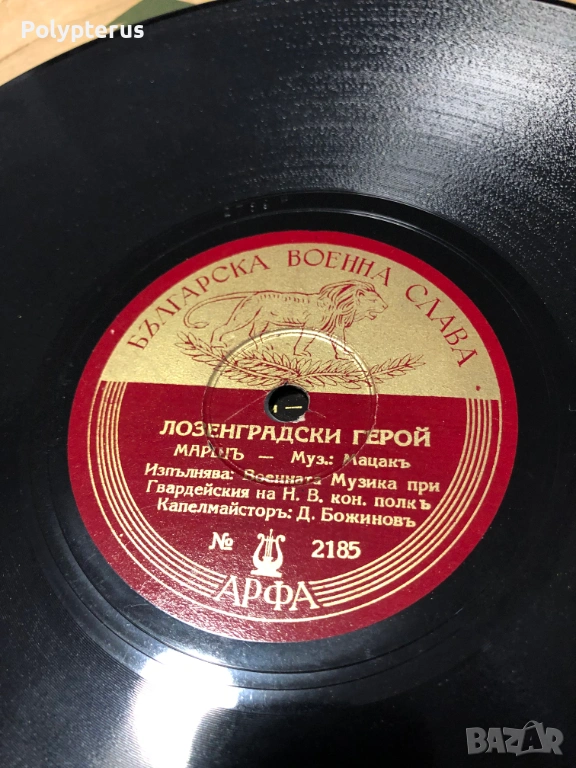 Polypterus
БЪЛГАРСКА ВОЕННА СЛАВА
ЛОЗЕНГРАДСКИ ГЕРОЙ
МАРШЪ — Муз.: Мацакъ
Изпълнява: Военната Музика при
Гвардейския на Н. В. кон. полкъ
Капелмайсторъ: Д. Божиновъ
№ 2185
АРФА
BAZAR